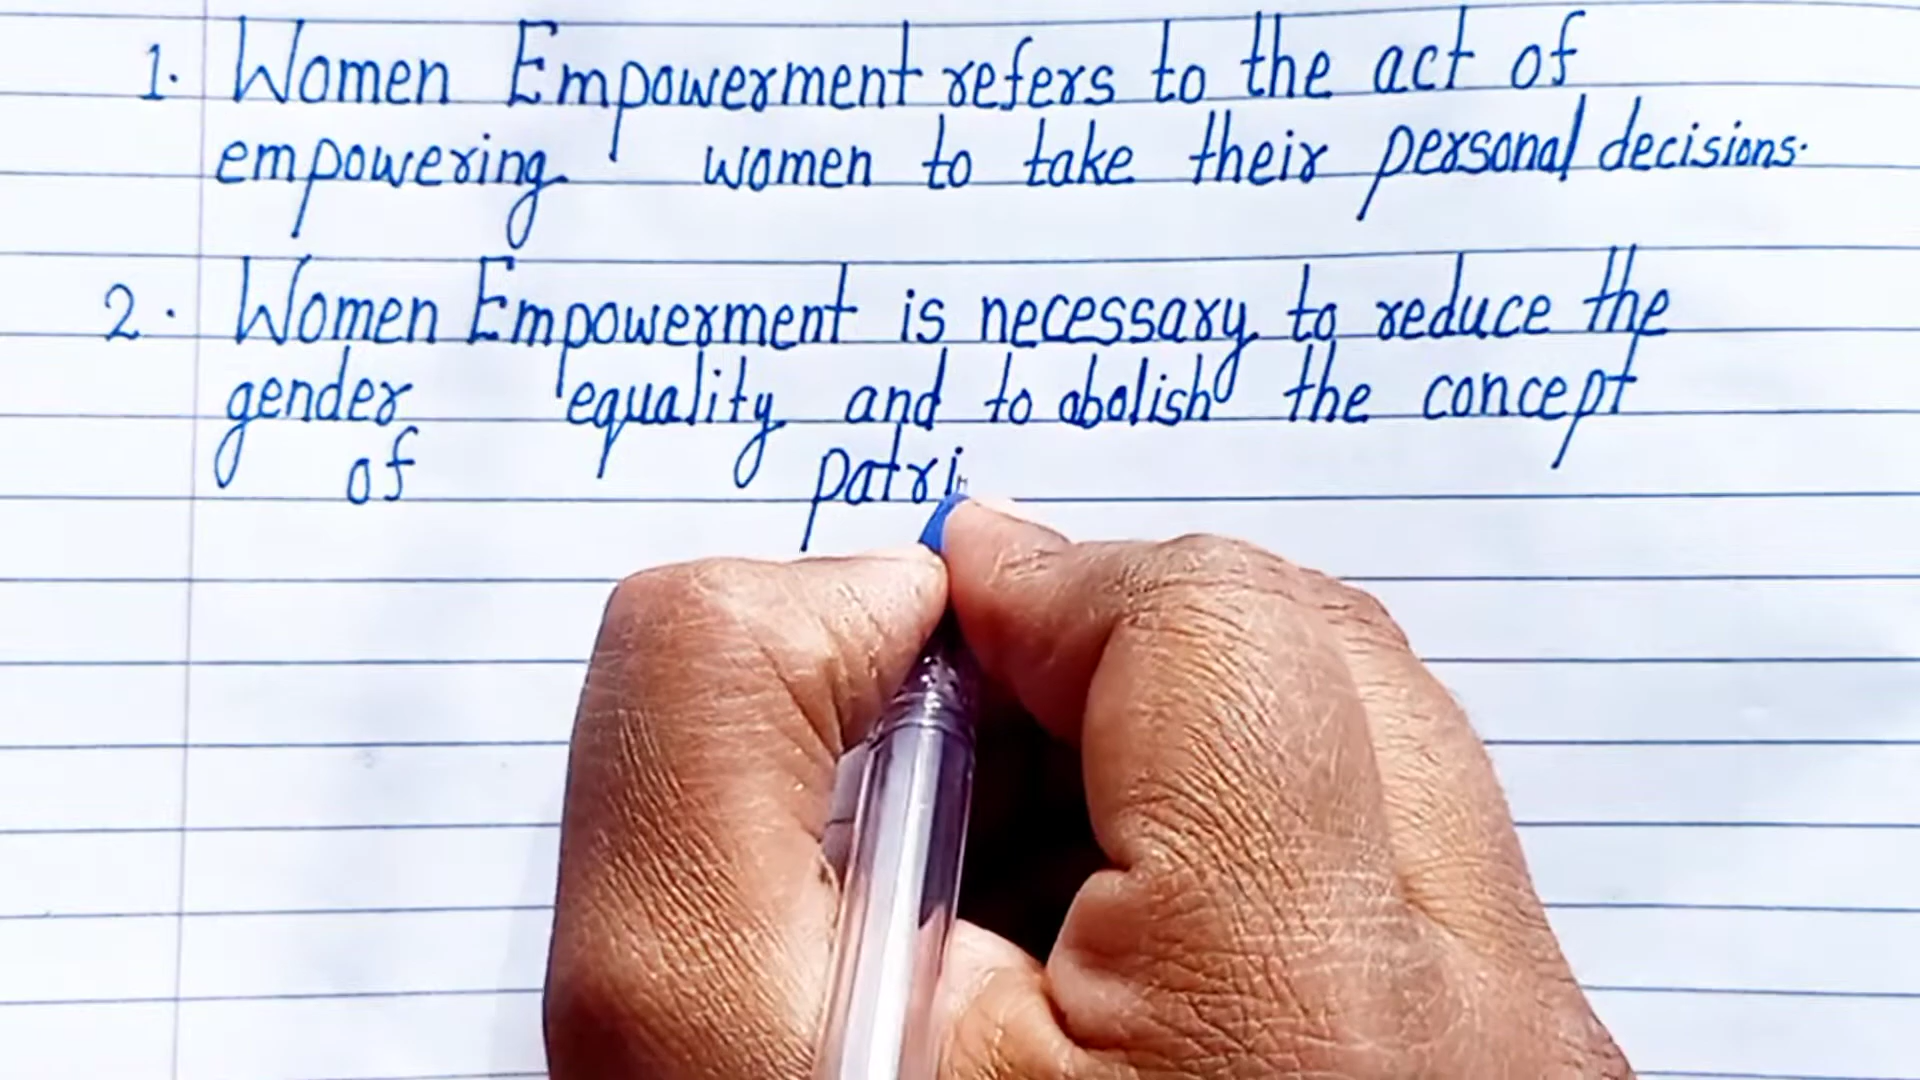 1. Women Empowerment refers to the act of
empowering women to take their personal decisions.
2. Women Empowerment is necessary to reduce the
gender equality and to abolish the concept
of patri